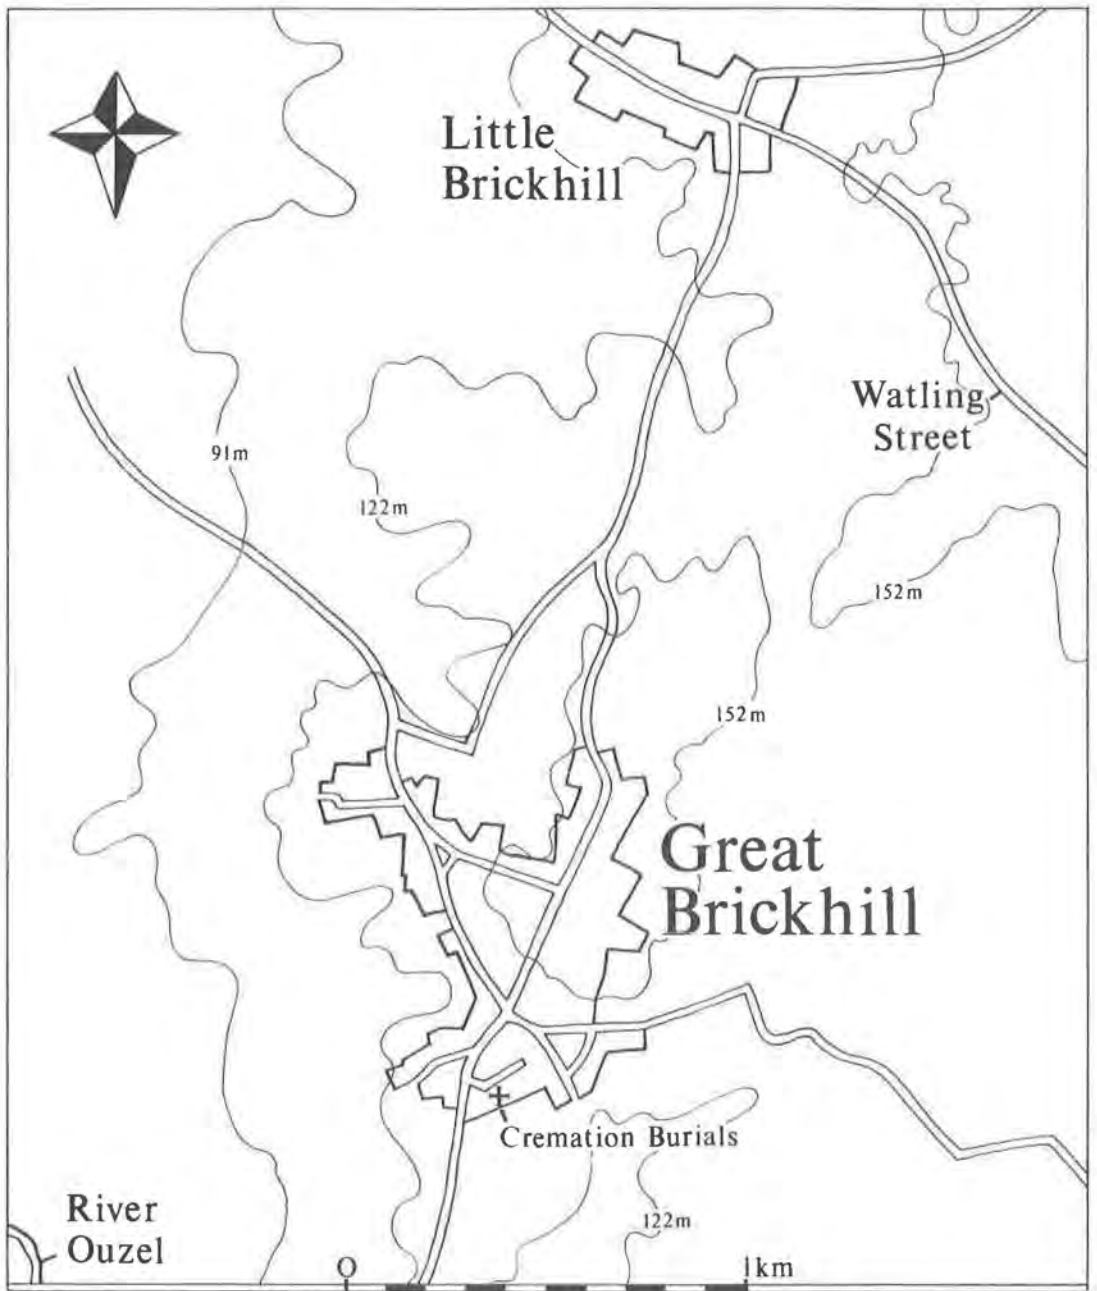 Little
Brickhill
Watling
Street
91m
122m
152m
152m
Great
Brickhill
Cremation Burials
River
Ouzel
122m
0
1km